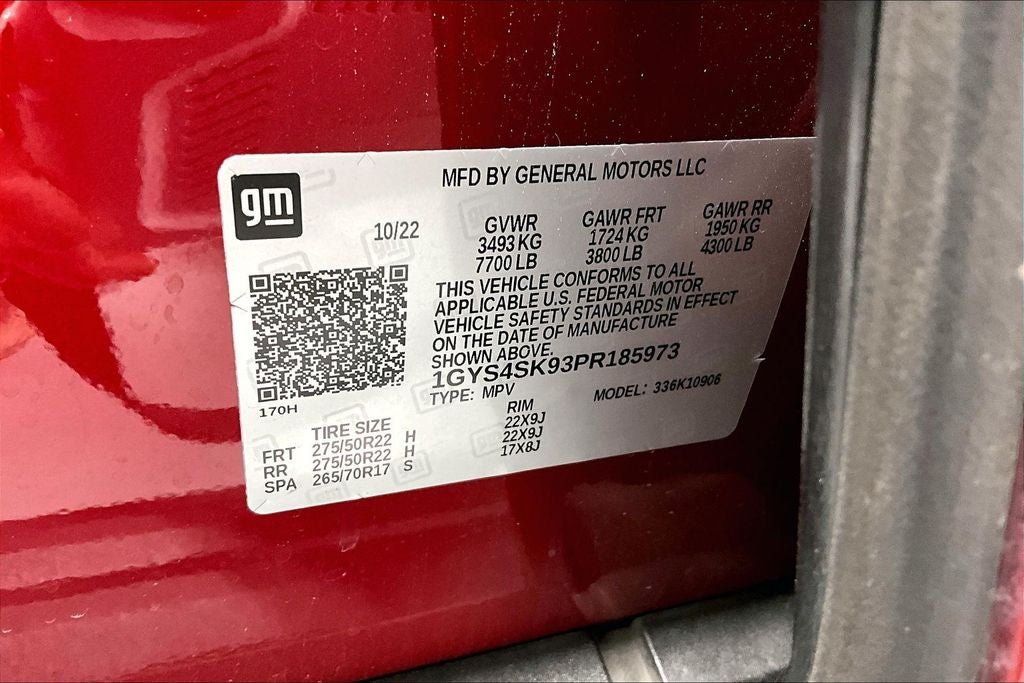 gm
MFD BY GENERAL MOTORS LLC
10/22
GVWR GAWR FRT GAWR RR
3493 KG 1724 KG 1950 KG
7700 LB 3800 LB 4300 LB
THIS VEHICLE CONFORMS TO ALL
APPLICABLE U.S. FEDERAL MOTOR
VEHICLE SAFETY STANDARDS IN EFFECT
ON THE DATE OF MANUFACTURE
SHOWN ABOVE.
1GYS4SK93PR185973
TYPE: MPV MODEL: 336K10906
170H
TIRE SIZE RIM
FRT 275/50R22 H 22X9J
RR 275/50R22 H 22X9J
SPA 265/70R17 S 17X8J